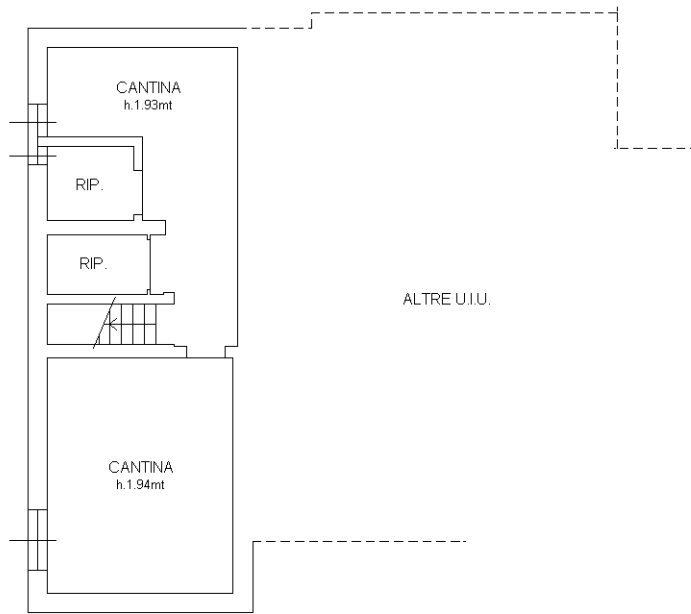 CANTINA
h.1.93mt
RIP.
RIP.
ALTRE U.I.U.
CANTINA
h.1.94mt